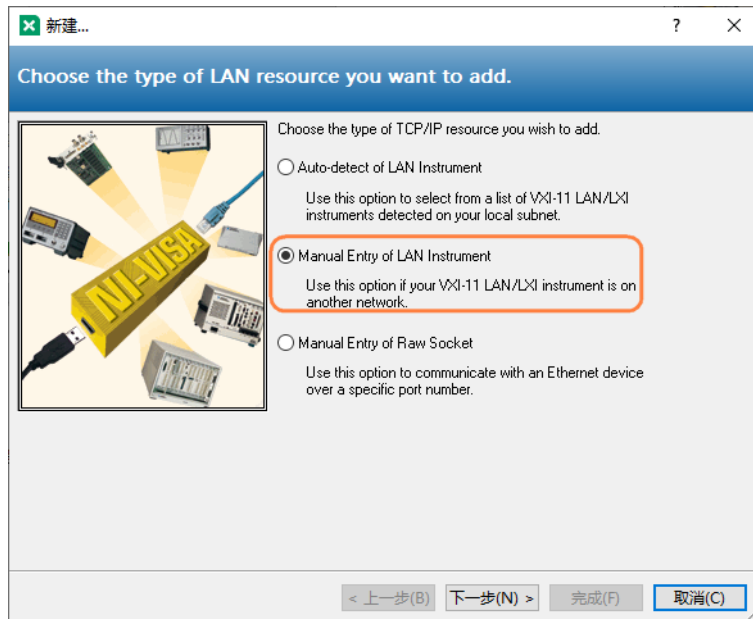 新建...
?
Choose the type of LAN resource you want to add.
NI-VISA
Choose the type of TCP/IP resource you wish to add.
Auto-detect of LAN Instrument
Use this option to select from a list of VXI-11 LAN/LXI
instruments detected on your local subnet.
Manual Entry of LAN Instrument
Use this option if your VXI-11 LAN/LXI instrument is on
another network.
Manual Entry of Raw Socket
Use this option to communicate with an Ethernet device
over a specific port number.
< 上一步(B)
下一步(N) >
完成(F)
取消(C)